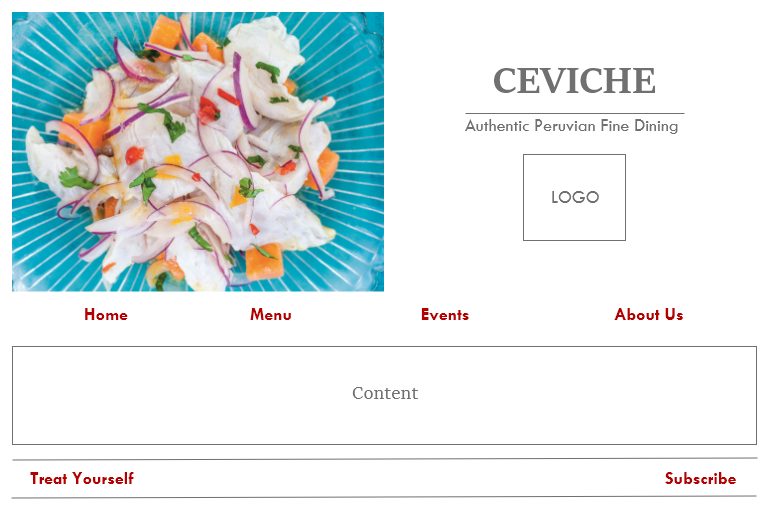 CEVICHE
Authentic Peruvian Fine Dining
LOGO
Home Menu Events About Us
Content
Treat Yourself Subscribe